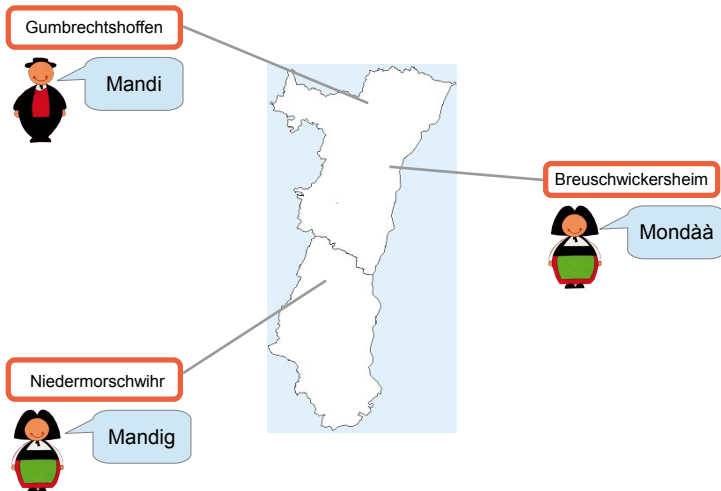 Gumbrechtshoffen
Mandi
Breuschwickersheim
Mondàà
Niedermorschwihr
Mandig